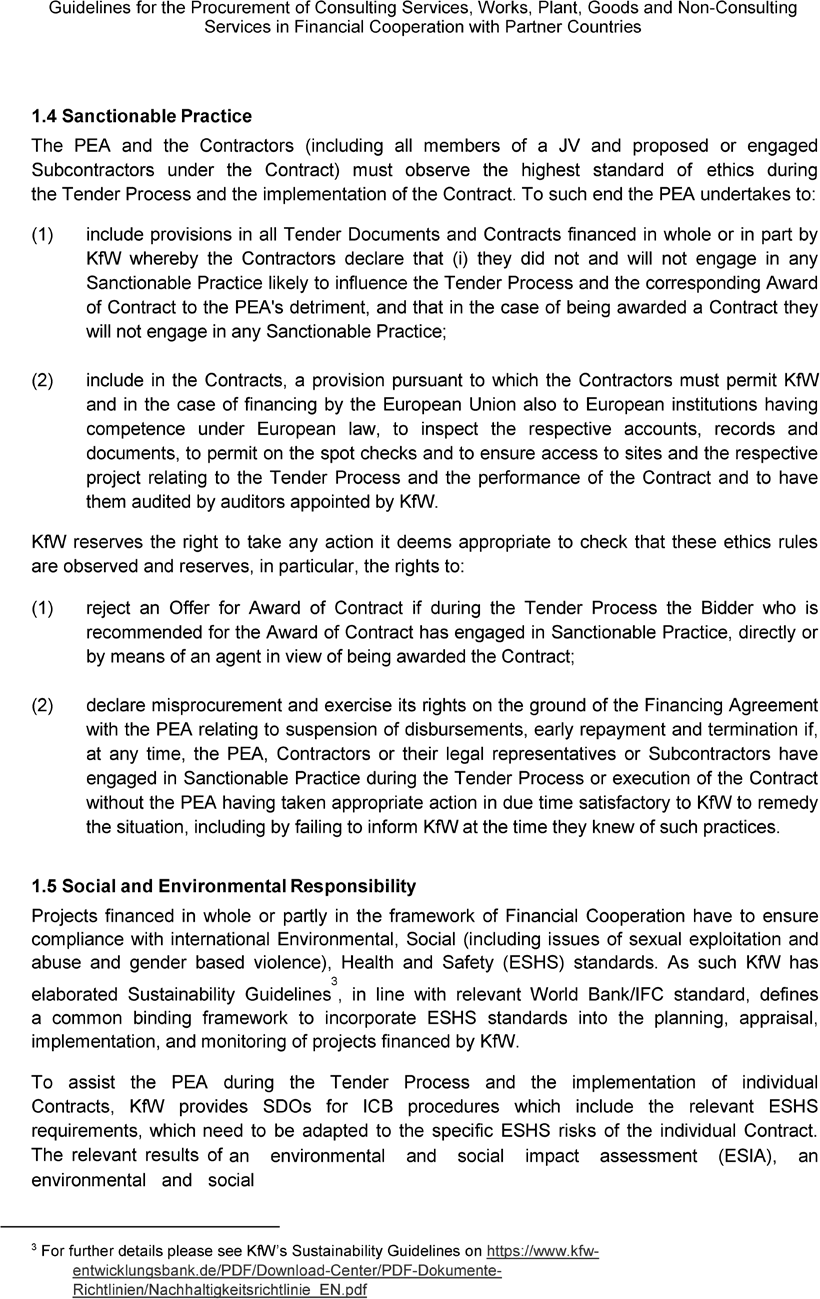 Guidelines for the Procurement of Consulting Services, Works, Plant, Goods and Non-Consulting
Services in Financial Cooperation with Partner Countries
1.4 Sanctionable Practice
The PEA and the Contractors (including all members of a JV and proposed or engaged
Subcontractors under the Contract) must observe the highest standard of ethics during
the Tender Process and the implementation of the Contract. To such end the PEA undertakes to:
(1) include provisions in all Tender Documents and Contracts financed in whole or in part by
KfW whereby the Contractors declare that (i) they did not and will not engage in any
Sanctionable Practice likely to influence the Tender Process and the corresponding Award
of Contract to the PEA's detriment, and that in the case of being awarded a Contract they
will not engage in any Sanctionable Practice;
(2) include in the Contracts, a provision pursuant to which the Contractors must permit KfW
and in the case of financing by the European Union also to European institutions having
competence under European law, to inspect the respective accounts, records and
documents, to permit on the spot checks and to ensure access to sites and the respective
project relating to the Tender Process and the performance of the Contract and to have
them audited by auditors appointed by KfW.
KfW reserves the right to take any action it deems appropriate to check that these ethics rules
are observed and reserves, in particular, the rights to:
(1) reject an Offer for Award of Contract if during the Tender Process the Bidder who is
recommended for the Award of Contract has engaged in Sanctionable Practice, directly or
by means of an agent in view of being awarded the Contract;
(2) declare misprocurement and exercise its rights on the ground of the Financing Agreement
with the PEA relating to suspension of disbursements, early repayment and termination if,
at any time, the PEA, Contractors or their legal representatives or Subcontractors have
engaged in Sanctionable Practice during the Tender Process or execution of the Contract
without the PEA having taken appropriate action in due time satisfactory to KfW to remedy
the situation, including by failing to inform KfW at the time they knew of such practices.
1.5 Social and Environmental Responsibility
Projects financed in whole or partly in the framework of Financial Cooperation have to ensure
compliance with international Environmental, Social (including issues of sexual exploitation and
abuse and gender based violence), Health and Safety (ESHS) standards. As such KfW has
elaborated Sustainability Guidelines3, in line with relevant World Bank/IFC standard, defines
a common binding framework to incorporate ESHS standards into the planning, appraisal,
implementation, and monitoring of projects financed by KfW.
To assist the PEA during the Tender Process and the implementation of individual
Contracts, KfW provides SDOs for ICB procedures which include the relevant ESHS
requirements, which need to be adapted to the specific ESHS risks of the individual Contract.
The relevant results of an environmental and social impact assessment (ESIA), an
environmental and social
3 For further details please see KfW's Sustainability Guidelines on https://www.kfw-
entwicklungsbank.de/PDF/Download-Center/PDF-Dokumente-
Richtlinien/Nachhaltigkeitsrichtlinie_EN.pdf